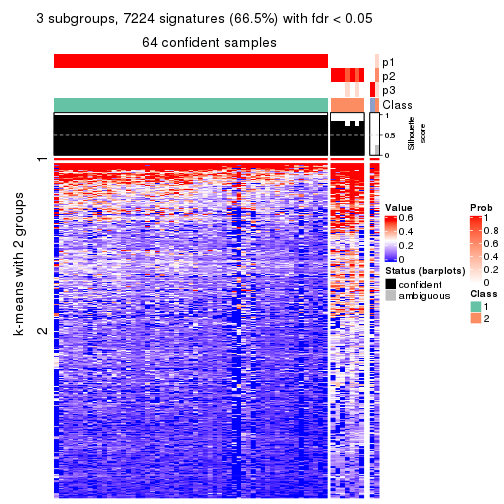 3 subgroups, 7224 signatures (66.5%) with fdr < 0.05
64 confident samples
p1
p2
p3
Class
1
0.5
0
Silhouette
score
k-means with 2 groups
1
2
Value
0.6
0.4
0.2
0
Status (barplots)
confident
ambiguous
Prob
1
0.8
0.6
0.4
0.2
0
Class
1
2